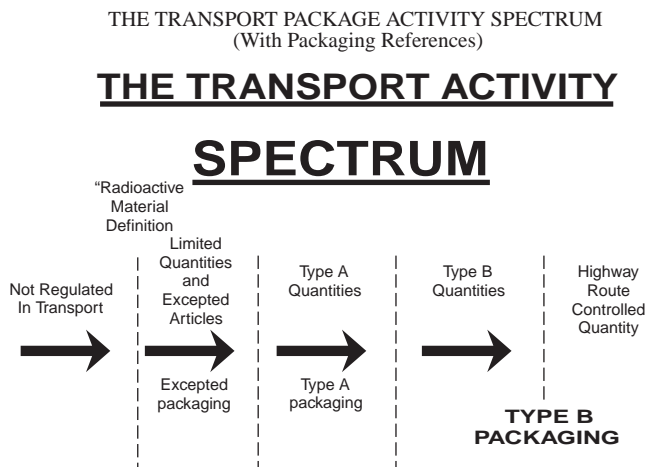 THE TRANSPORT PACKAGE ACTIVITY SPECTRUM
(With Packaging References)
THE TRANSPORT ACTIVITY
SPECTRUM
“Radioactive
Material
Definition
Not Regulated
In Transport
Limited
Quantities
and
Excepted
Articles
Type A
Quantities
Type B
Quantities
Highway
Route
Controlled
Quantity
Excepted
packaging
Type A
packaging
TYPE B
PACKAGING